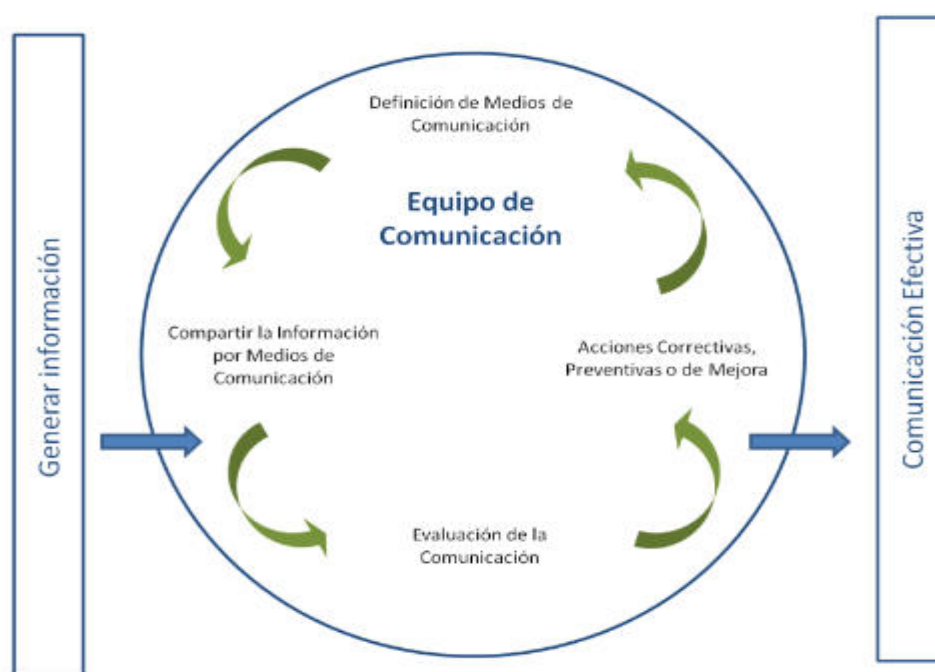 Generar información
Definición de Medios de
Comunicación
Equipo de
Comunicación
Compartir la Información
por Medios de
Comunicación
Acciones Correctivas,
Preventivas o de Mejora
Evaluación de la
Comunicación
Comunicación Efectiva